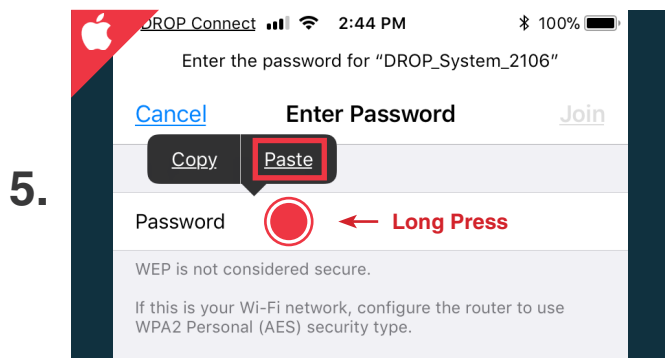 DROP Connect 2:44 PM 100%
Enter the password for “DROP_System_2106”
Cancel Enter Password Join
Copy Paste
5.
Password Long Press
WEP is not considered secure.
If this is your Wi-Fi network, configure the router to use
WPA2 Personal (AES) security type.